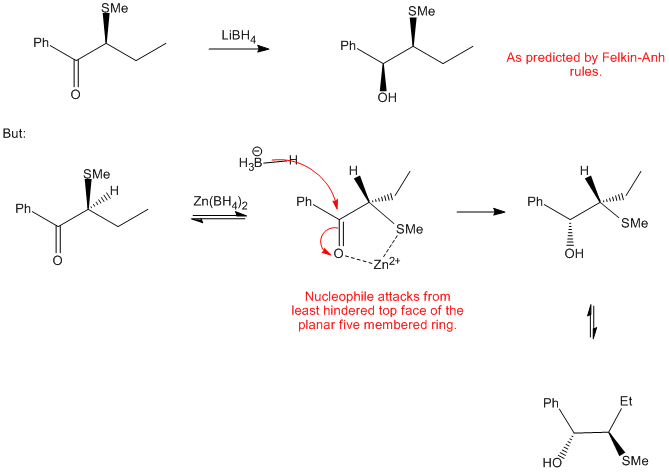 SMe
Ph
O
LiBH4
SMe
Ph
OH
As predicted by Felkin-Anh
rules.
But:
SMe
H
Ph
O
Zn(BH4)2
H3B
H
⊖
H
Ph
SMe
O
Zn2+
Nucleophile attacks from
least hindered top face of the
planar five membered ring.
H
Ph
SMe
OH
Ph
Et
HO
SMe